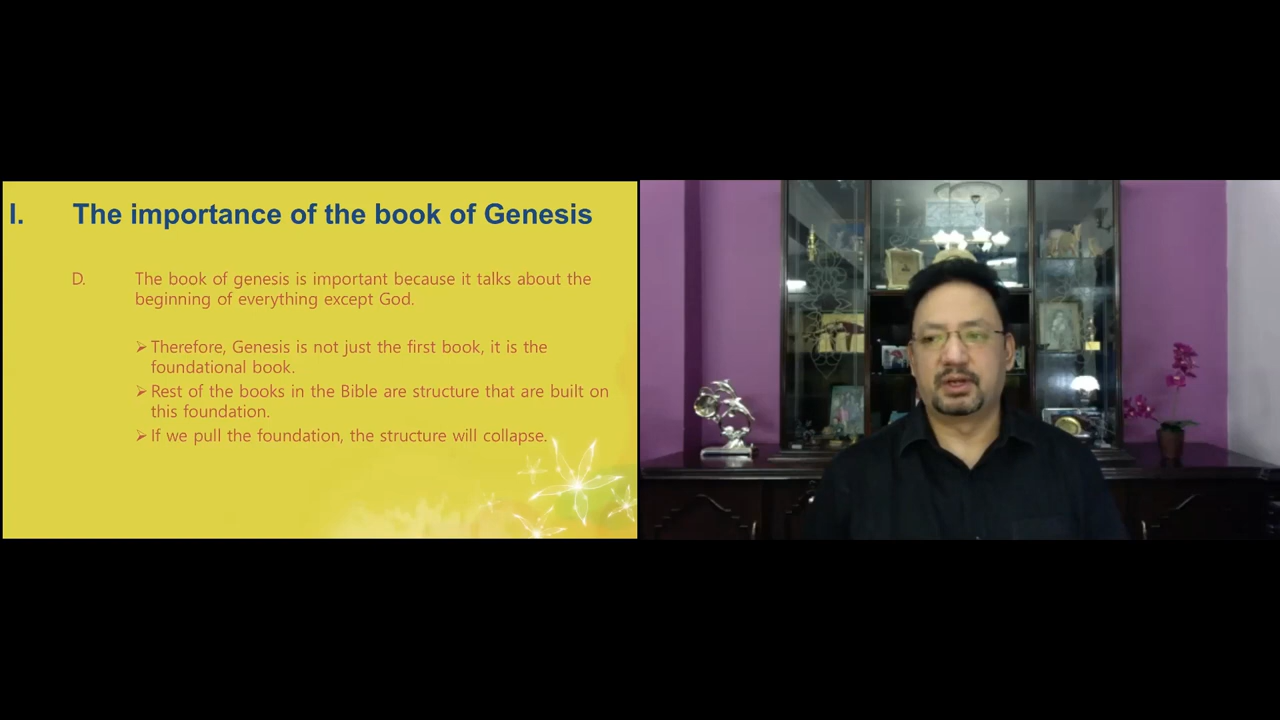 I. The importance of the book of Genesis
D. The book of genesis is important because it talks about the
beginning of everything except God.
➢ Therefore, Genesis is not just the first book, it is the
foundational book.
➢ Rest of the books in the Bible are structure that are built on
this foundation.
➢ If we pull the foundation, the structure will collapse.